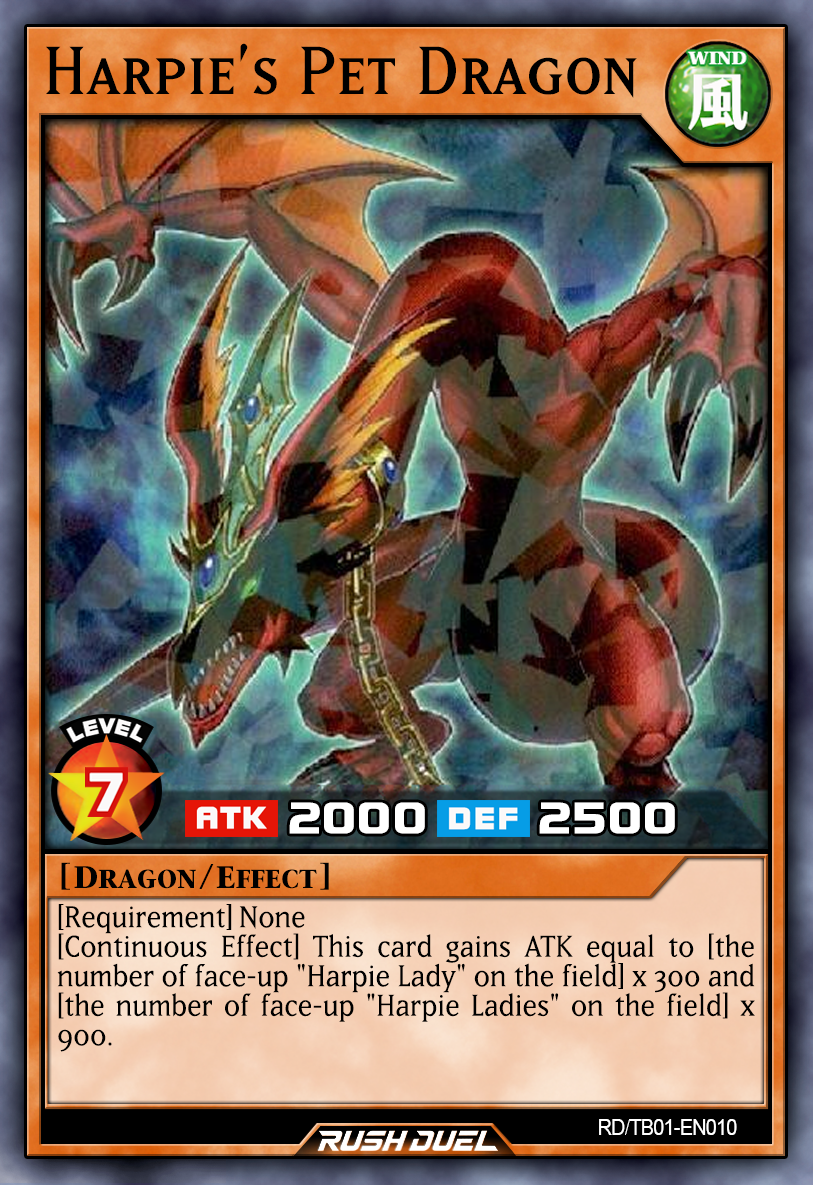 Harpie's Pet Dragon
WIND
風
LEVEL
7
ATK 2000 DEF 2500
[Dragon/Effect]
[Requirement] None
[Continuous Effect] This card gains ATK equal to [the
number of face-up "Harpie Lady" on the field] x 300 and
[the number of face-up "Harpie Ladies" on the field] x
900.
RD/TB01-EN010
RUSH DUEL